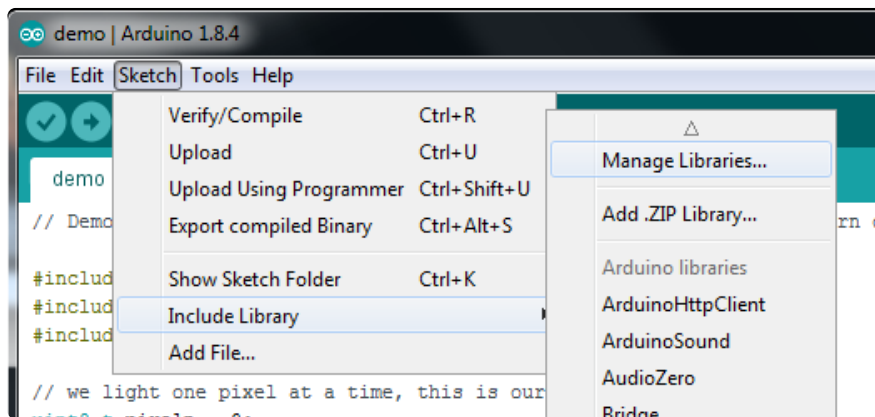 demo | Arduino 1.8.4
File Edit Sketch Tools Help
Verify/Compile Ctrl+R
Upload Ctrl+U
Upload Using Programmer Ctrl+Shift+U
Export compiled Binary Ctrl+Alt+S
Show Sketch Folder Ctrl+K
Include Library
Add File...
Manage Libraries...
Add .ZIP Library...
Arduino libraries
ArduinoHttpClient
ArduinoSound
AudioZero
Bridge
demo
// Demo
#includ
#includ
#includ
// we light one pixel at a time, this is our